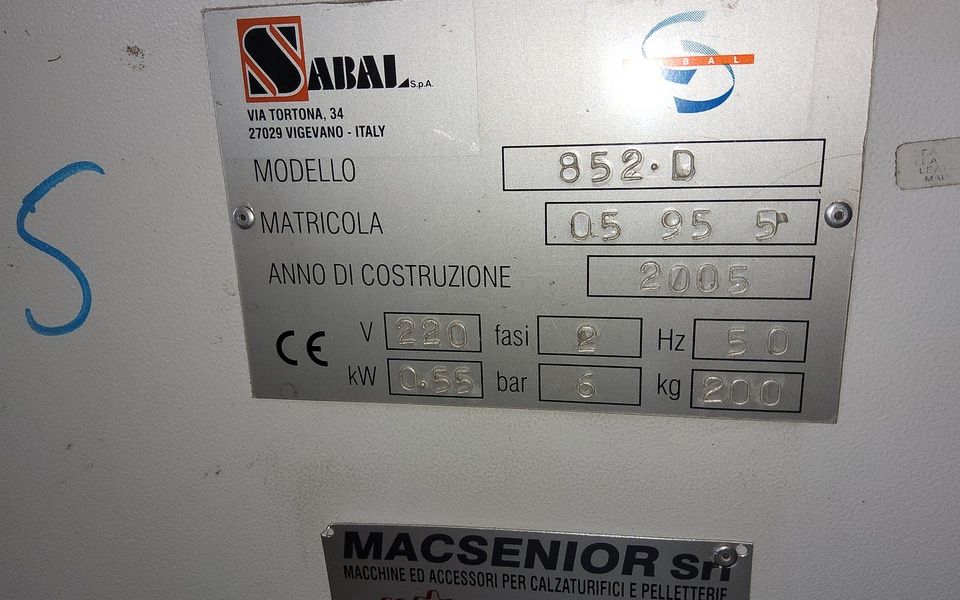 SABAL S.p.A.
VIA TORTONA, 34
27029 VIGEVANO - ITALY
MODELLO 852·D
MATRICOLA 05 95 5
ANNO DI COSTRUZIONE 2005
CE V 220 fasi 2 Hz 50
kW 0.55 bar 6 kg 200
S
MACSENIOR srl
MACCHINE ED ACCESSORI PER CALZATURIFICI E PELLETTERIE